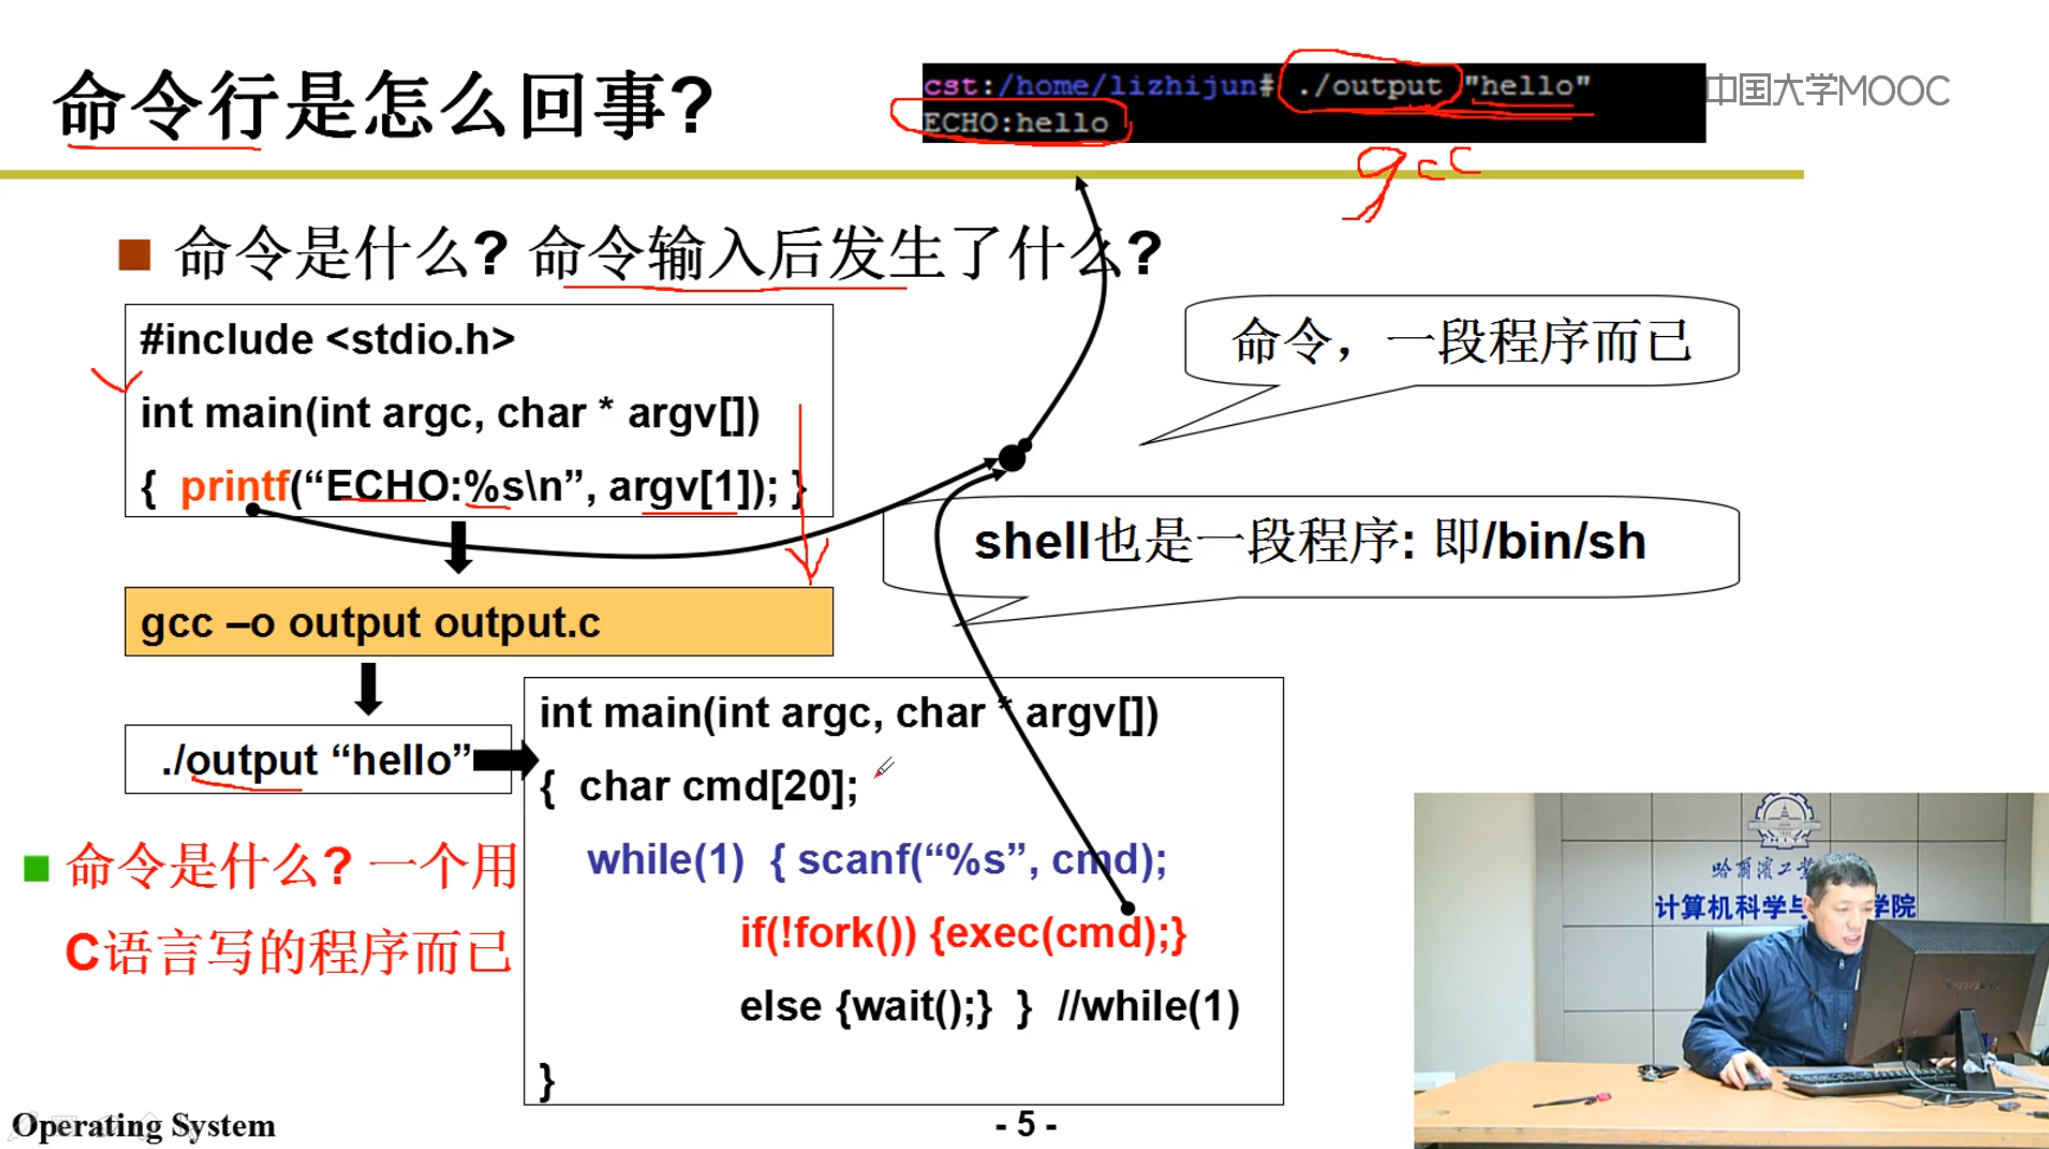 命令行是怎么回事?
cst:/home/lizhijun# ./output "hello"
ECHO:hello
中国大学MOOC
gcc
命令是什么? 命令输入后发生了什么?
#include <stdio.h>
int main(int argc, char * argv[])
{ printf(“ECHO:%s\n”, argv[1]); }
命令，一段程序而已
shell也是一段程序: 即/bin/sh
gcc –o output output.c
./output “hello”
int main(int argc, char * argv[])
{ char cmd[20];
while(1) { scanf(“%s”, cmd);
if(!fork()) {exec(cmd);}
else {wait();} } //while(1)
}
命令是什么? 一个用
C语言写的程序而已
哈尔滨工业
计算机科学与
学院
Operating System
- 5 -